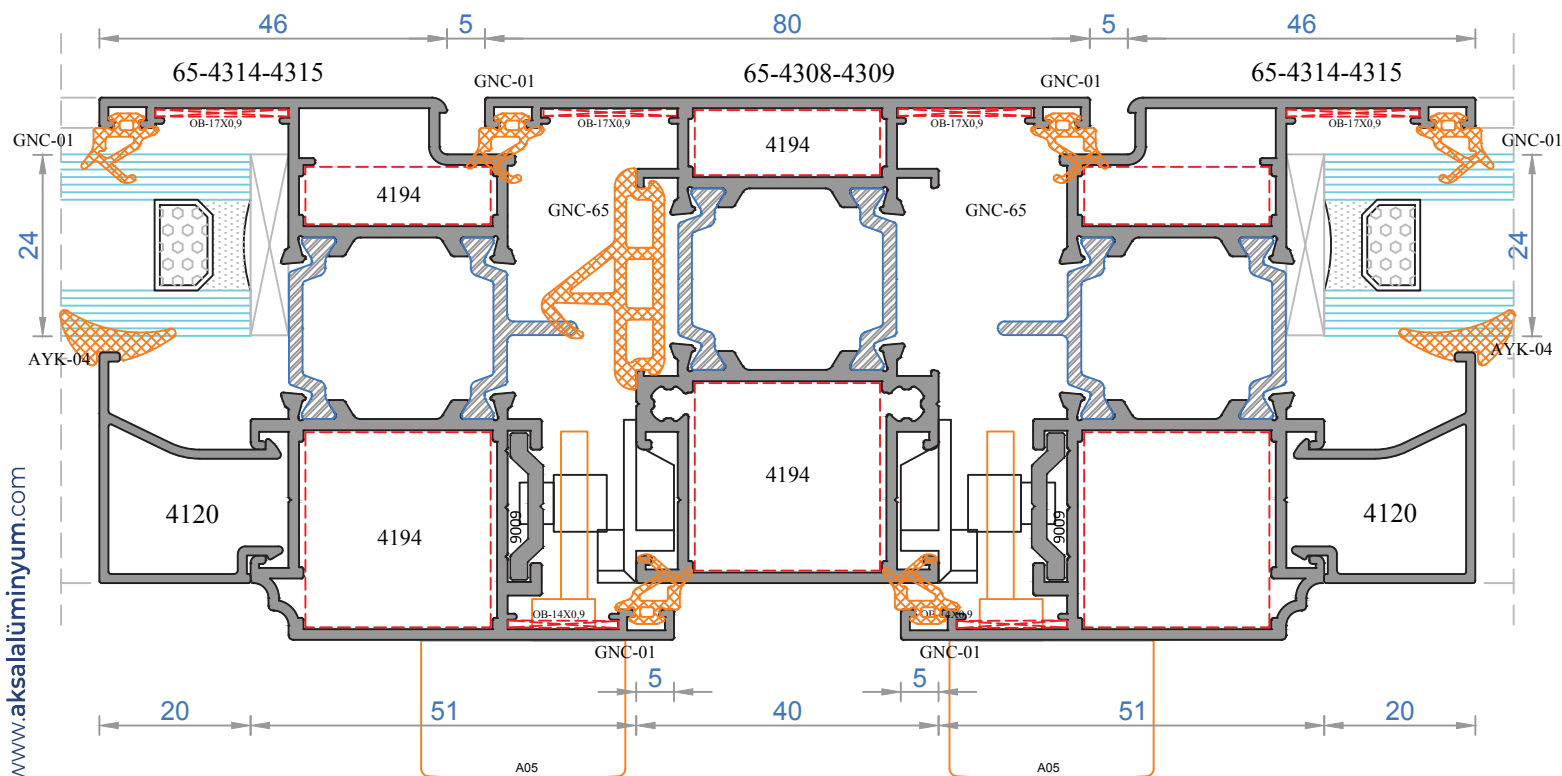 46 5 80 5 46
65-4314-4315 GNC-01 65-4308-4309 GNC-01 65-4314-4315
GNC-01 OB-17X0,9 OB-17X0,9 4194 OB-17X0,9 OB-17X0,9 GNC-01
4194
24 GNC-65 GNC-65 24
AYK-04 AYK-04
4194
4120 4194 9009 9009 4120
OB-14X0,9 OB-14X0,9
GNC-01 GNC-01
5 5
20 51 40 51 20
A05 A05
www.aksalalüminyum.com